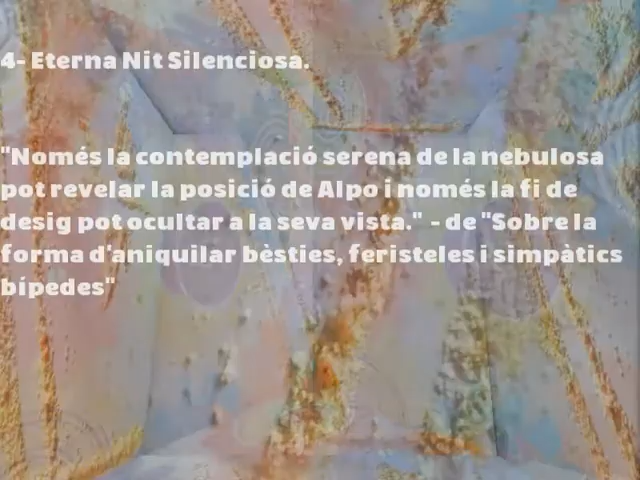 4- Eterna Nit Silenciosa.
"Només la contemplació serena de la nebulosa
pot revelar la posició de Alpo i només la fi de
desig pot ocultar a la seva vista." - de "Sobre la
forma d'aniquilar bèsties, feristeles i simpàtics
bípedes"